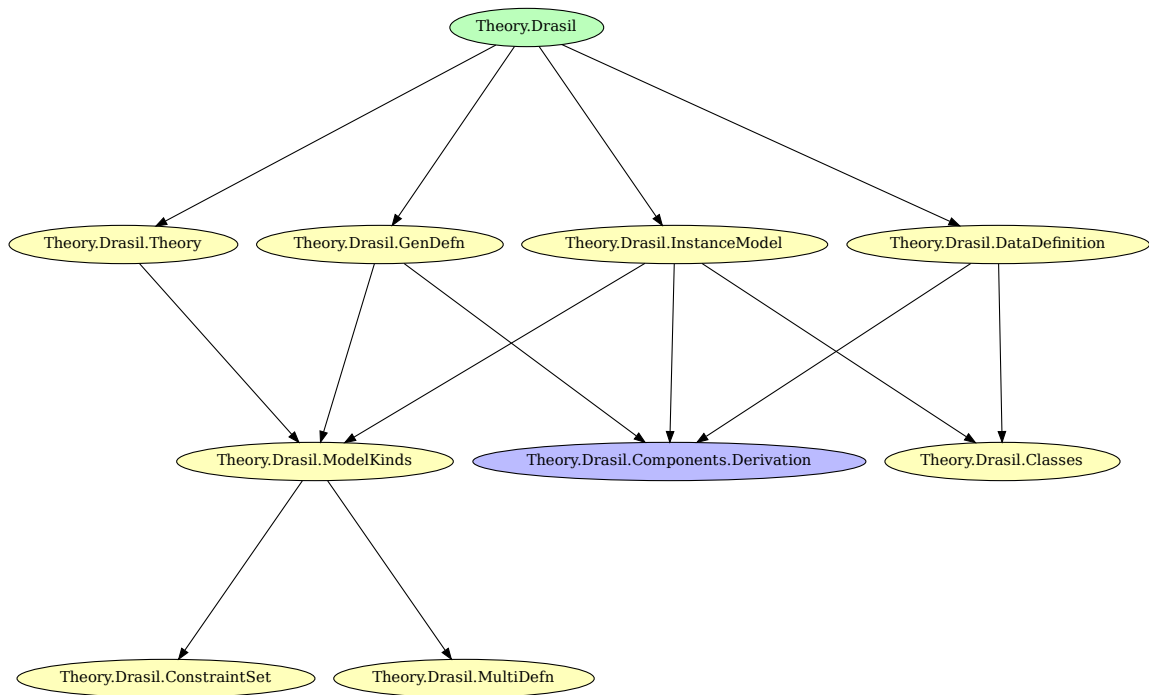 Theory.Drasil
Theory.Drasil.Theory
Theory.Drasil.GenDefn
Theory.Drasil.InstanceModel
Theory.Drasil.DataDefinition
Theory.Drasil.ModelKinds
Theory.Drasil.Components.Derivation
Theory.Drasil.Classes
Theory.Drasil.ConstraintSet
Theory.Drasil.MultiDefn